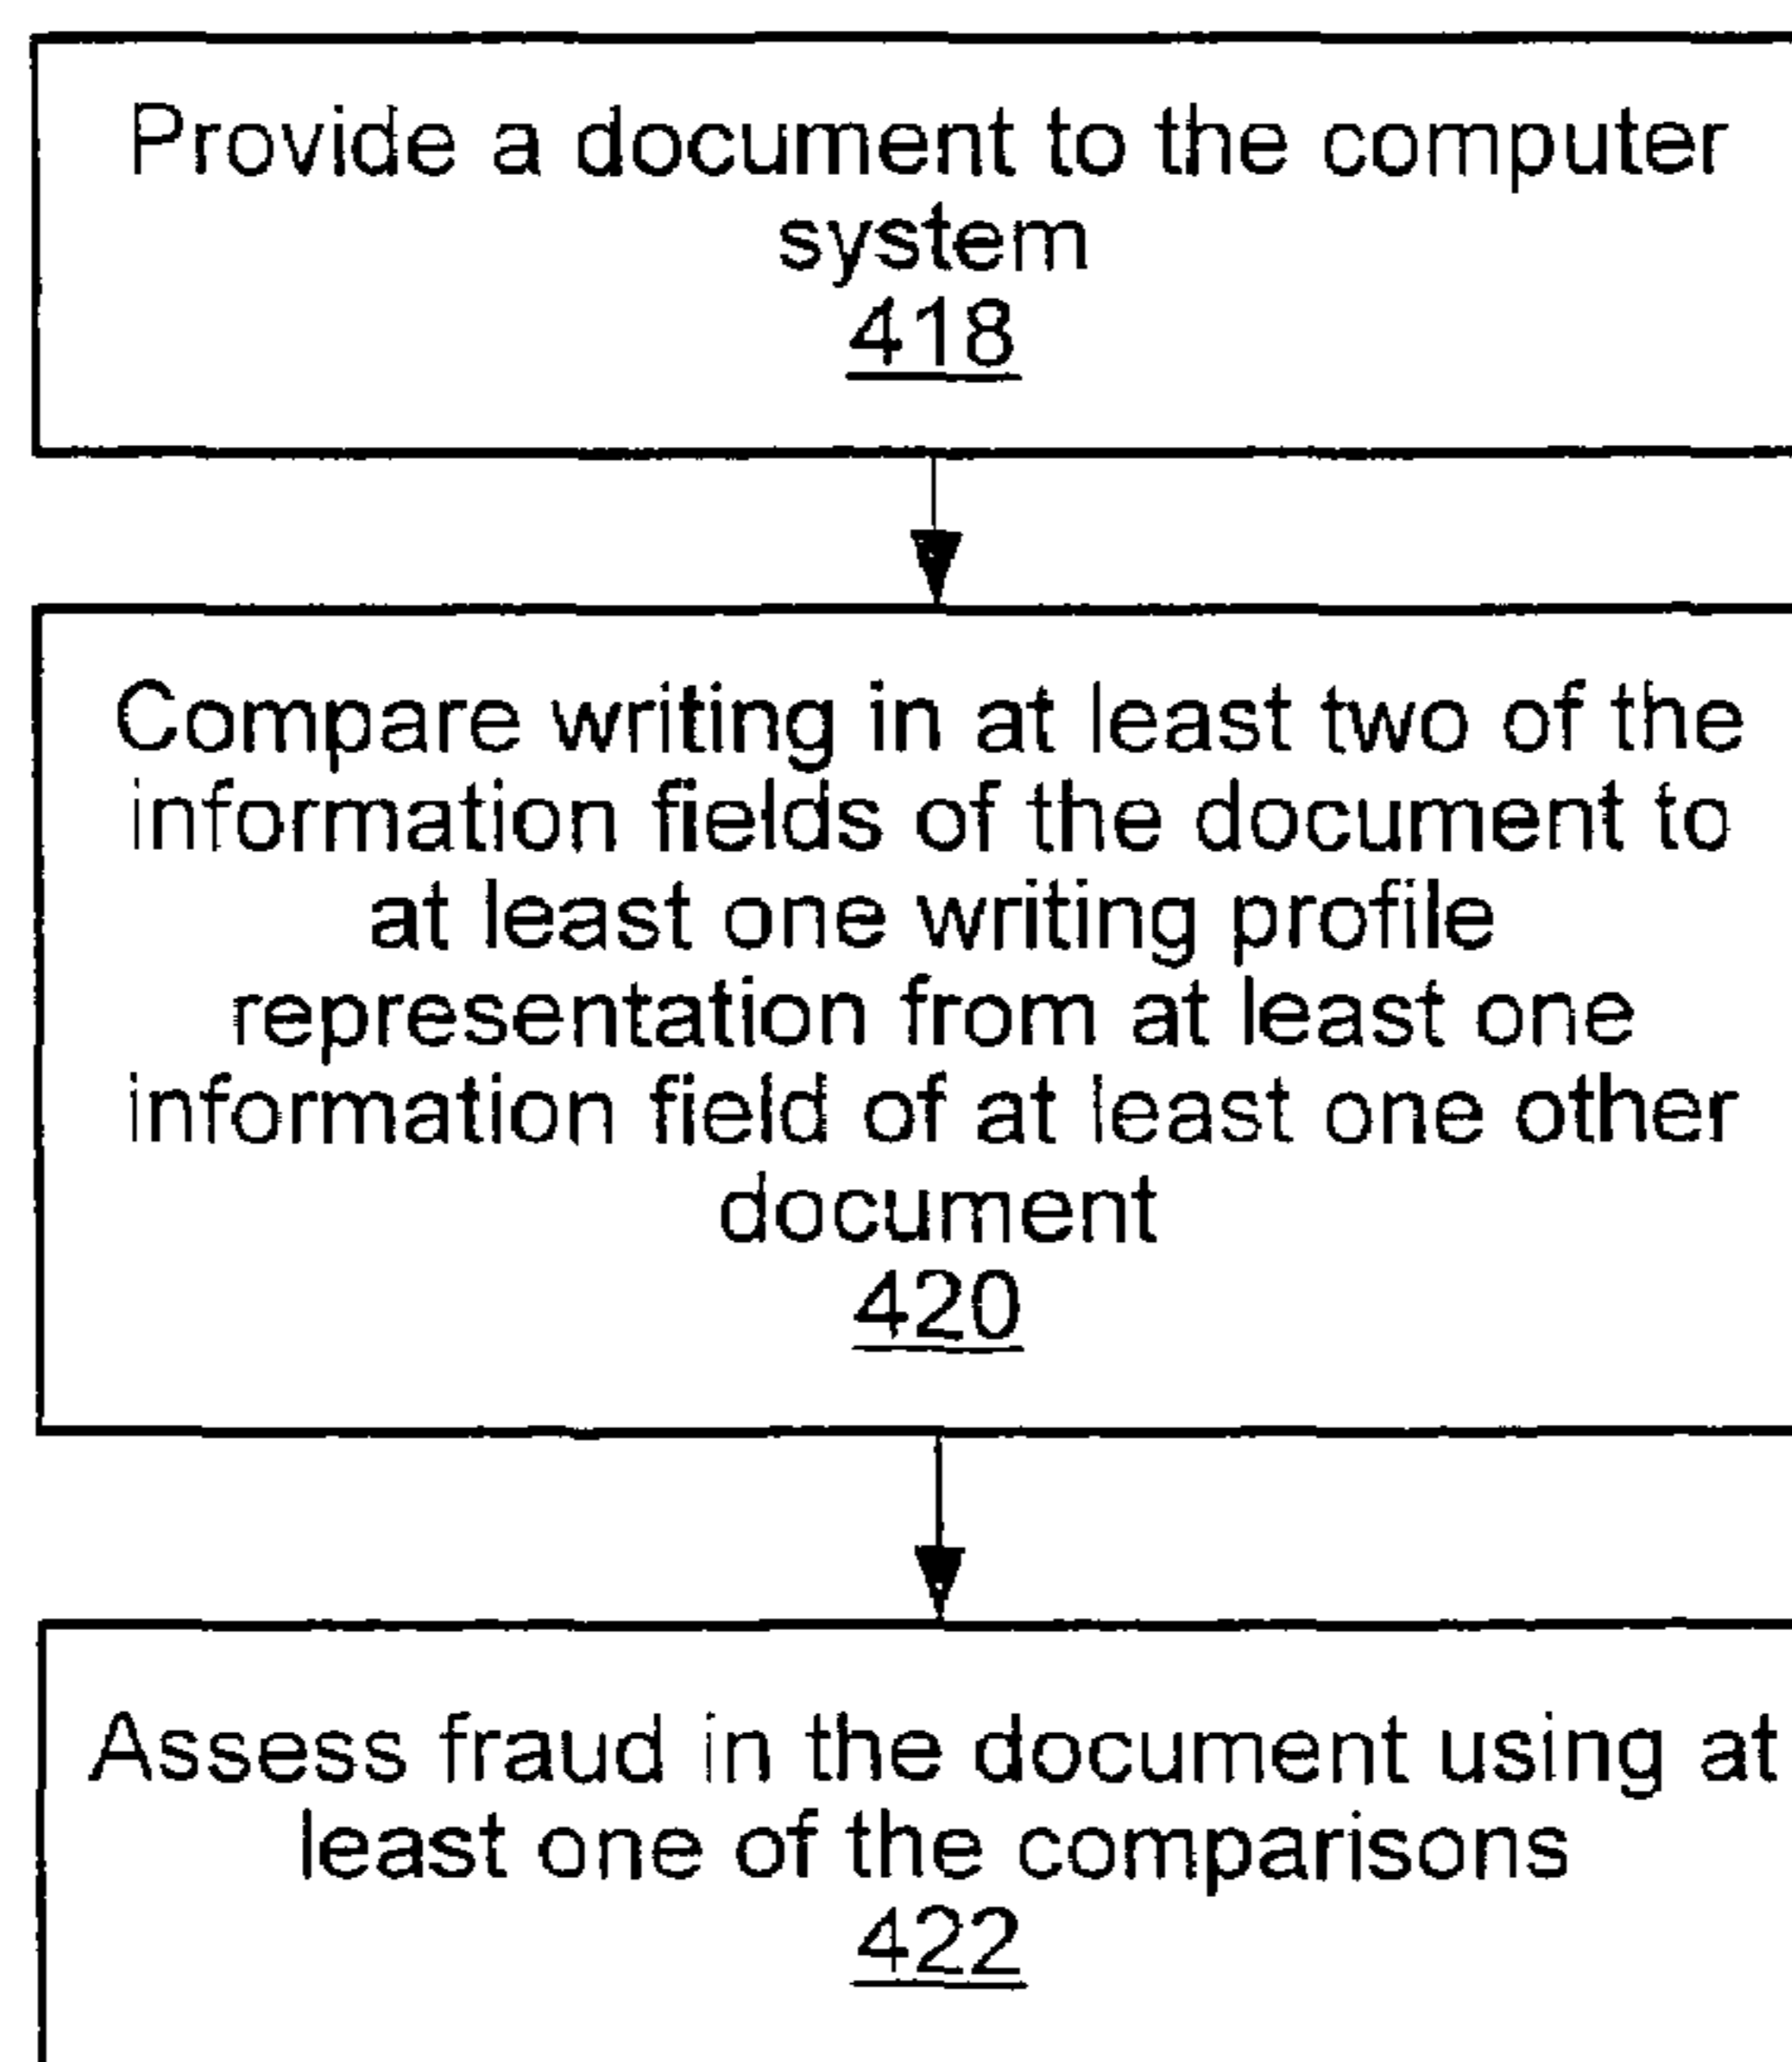 Provide a document to the computer
system
418
Compare writing in at least two of the
information fields of the document to
at least one writing profile
representation from at least one
information field of at least one other
document
420
Assess fraud in the document using at
least one of the comparisons
422